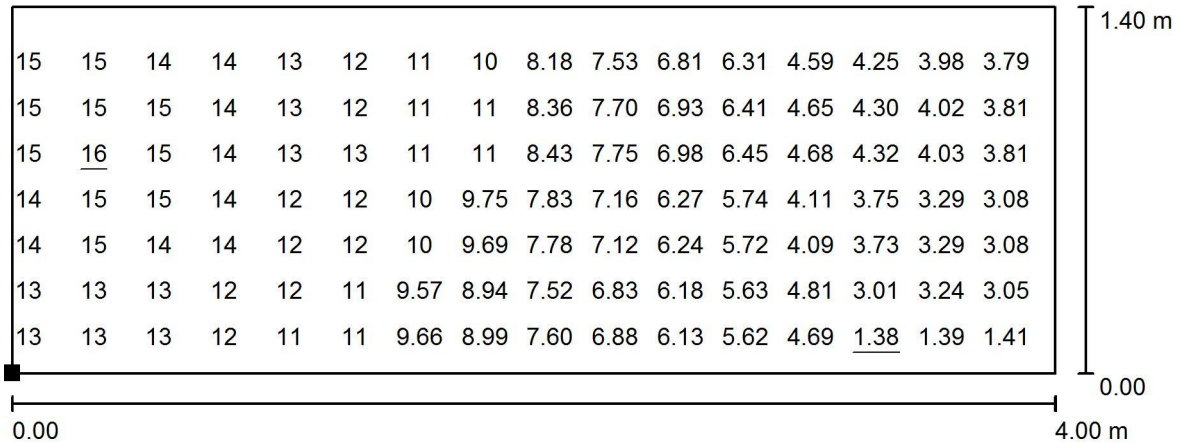 1.40 m
15 15 14 14 13 12 11 10 8.18 7.53 6.81 6.31 4.59 4.25 3.98 3.79
15 15 15 14 13 12 11 11 8.36 7.70 6.93 6.41 4.65 4.30 4.02 3.81
15 16 15 14 13 13 11 11 8.43 7.75 6.98 6.45 4.68 4.32 4.03 3.81
14 15 15 14 12 12 10 9.75 7.83 7.16 6.27 5.74 4.11 3.75 3.29 3.08
14 15 14 14 12 12 10 9.69 7.78 7.12 6.24 5.72 4.09 3.73 3.29 3.08
13 13 13 12 12 11 9.57 8.94 7.52 6.83 6.18 5.63 4.81 3.01 3.24 3.05
13 13 13 12 11 11 9.66 8.99 7.60 6.88 6.13 5.62 4.69 1.38 1.39 1.41
0.00
0.00 4.00 m